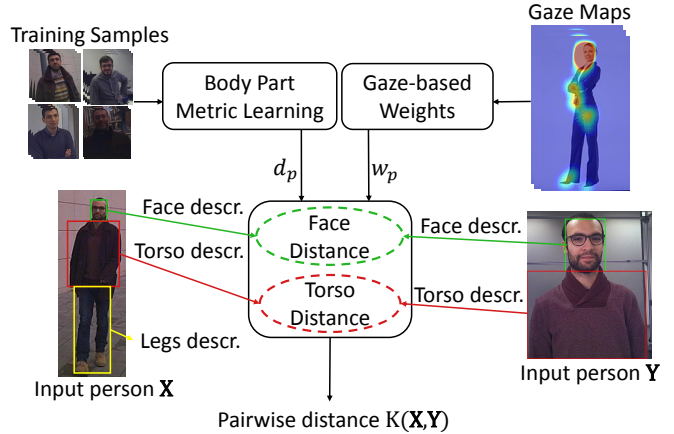 Training Samples
Gaze Maps
Body Part
Metric Learning
Gaze-based
Weights
d_p
w_p
Face descr.
Torso descr.
Legs descr.
Face
Distance
Torso
Distance
Face descr.
Torso descr.
Input person X
Input person Y
Pairwise distance K(X,Y)